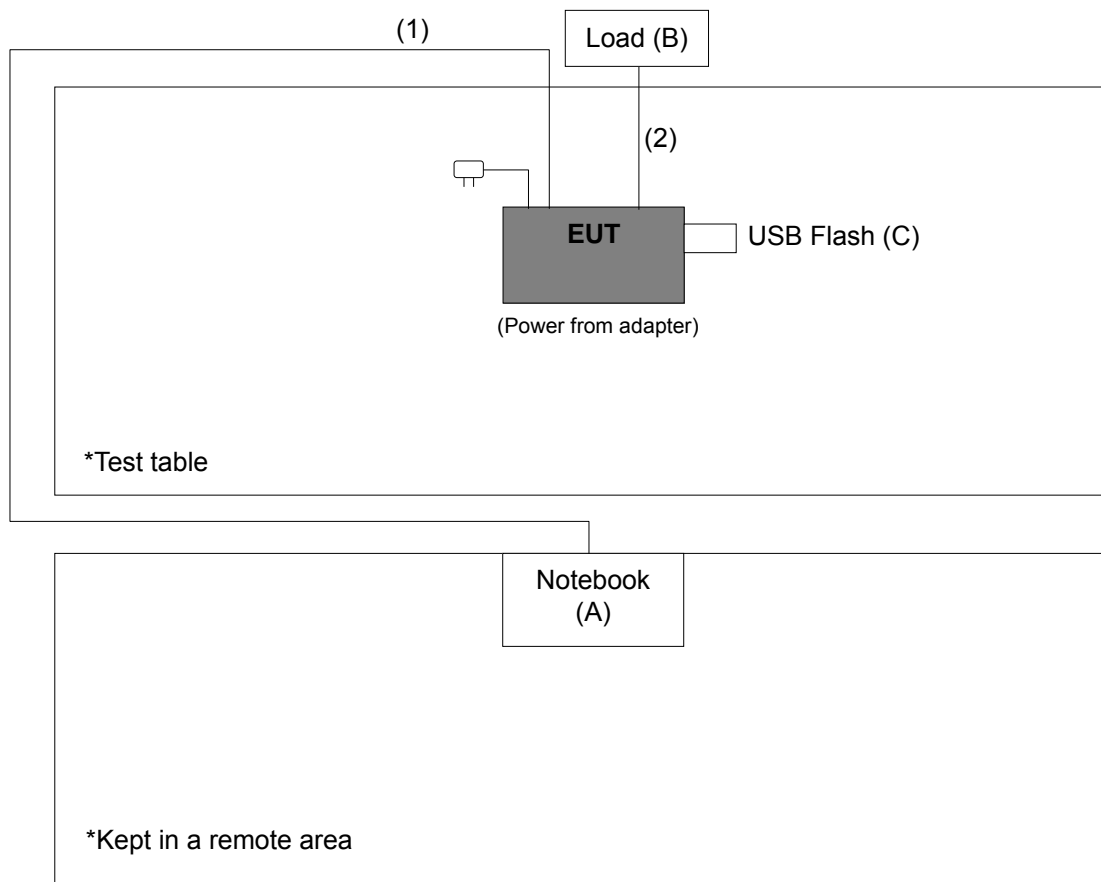 (1)
Load (B)
(2)
EUT
USB Flash (C)
(Power from adapter)
*Test table
Notebook
(A)
*Kept in a remote area